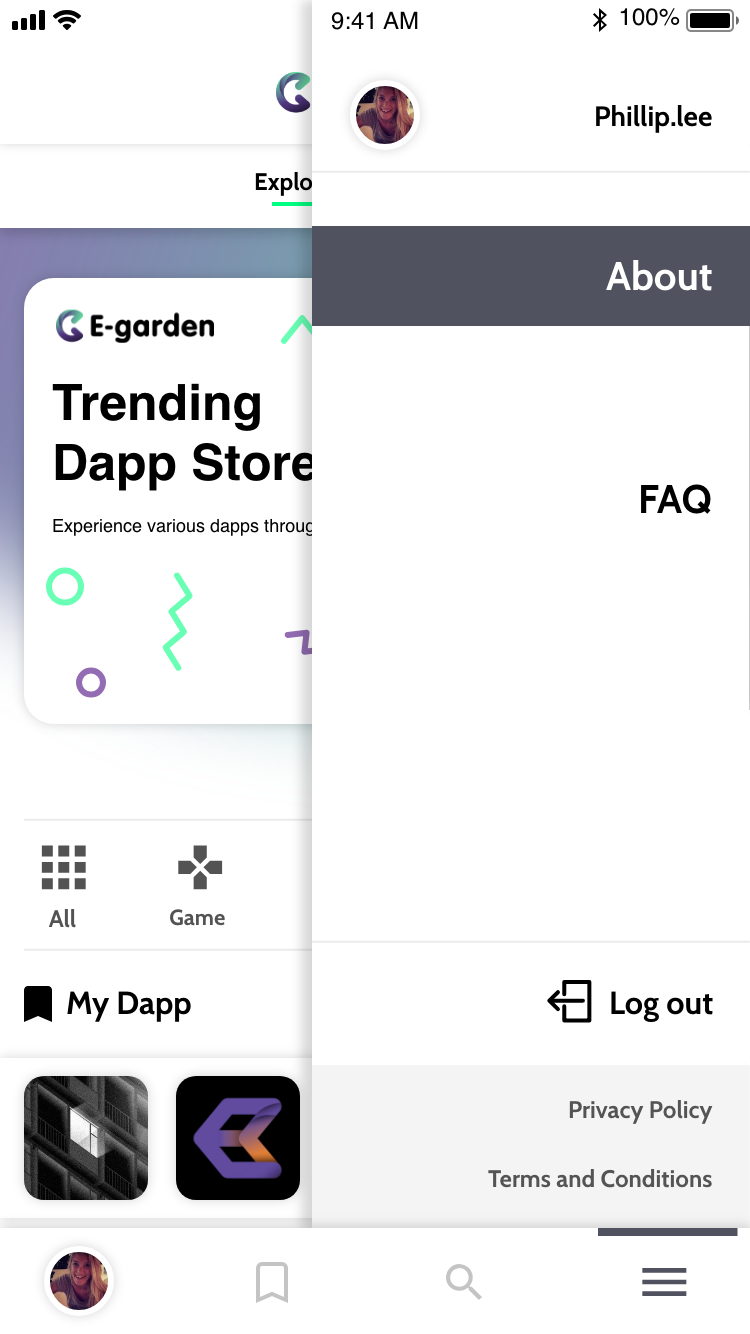 9:41 AM
100%
Phillip.lee
Explo
About
E-garden
Trending
Dapp Store
Experience various dapps throug
FAQ
All
Game
My Dapp
Log out
Privacy Policy
Terms and Conditions